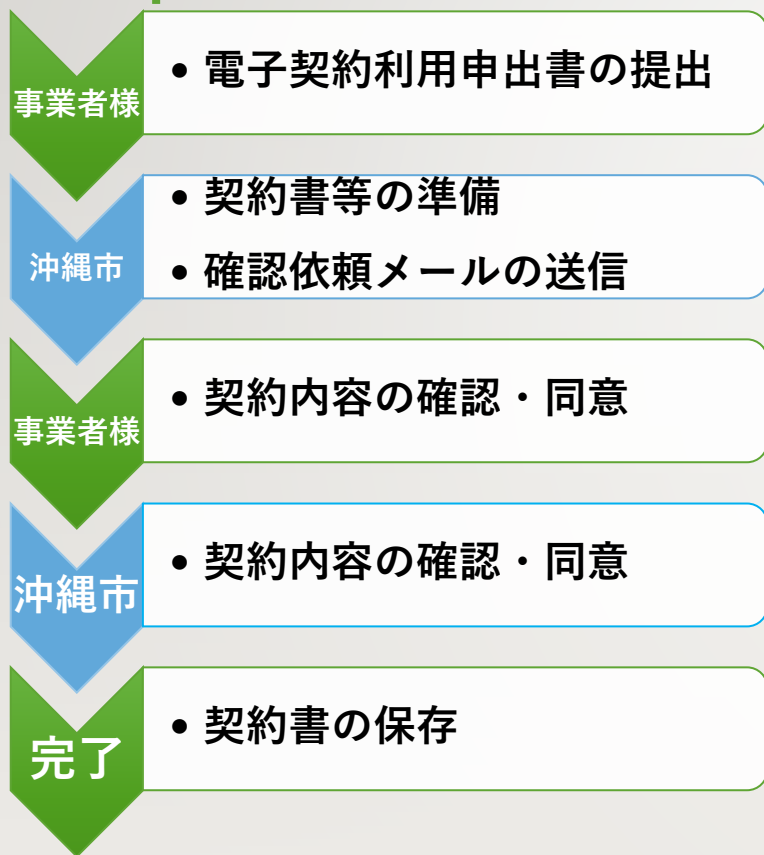 事業者様
• 電子契約利用申出書の提出
沖縄市
• 契約書等の準備
• 確認依頼メールの送信
事業者様
• 契約内容の確認・同意
沖縄市
• 契約内容の確認・同意
完了
• 契約書の保存